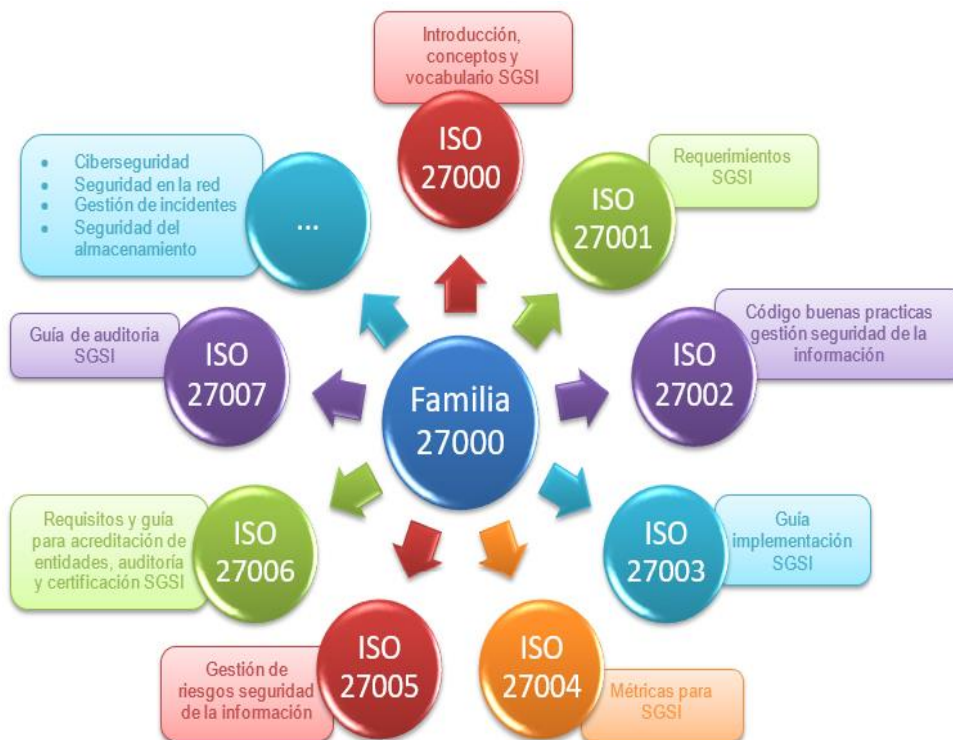 Introducción,
conceptos y
vocabulario SGSI
ISO
27000
Requerimientos
SGSI
ISO
27001
Código buenas practicas
gestión seguridad de la
información
ISO
27002
Guía
implementación
SGSI
ISO
27003
Métricas para
SGSI
ISO
27004
Gestión de
riesgos seguridad
de la información
ISO
27005
Requisitos y guía
para acreditación de
entidades, auditoría
y certificación SGSI
ISO
27006
Guía de auditoria
SGSI
ISO
27007
• Ciberseguridad
• Seguridad en la red
• Gestión de incidentes
• Seguridad del
almacenamiento
...
Familia
27000